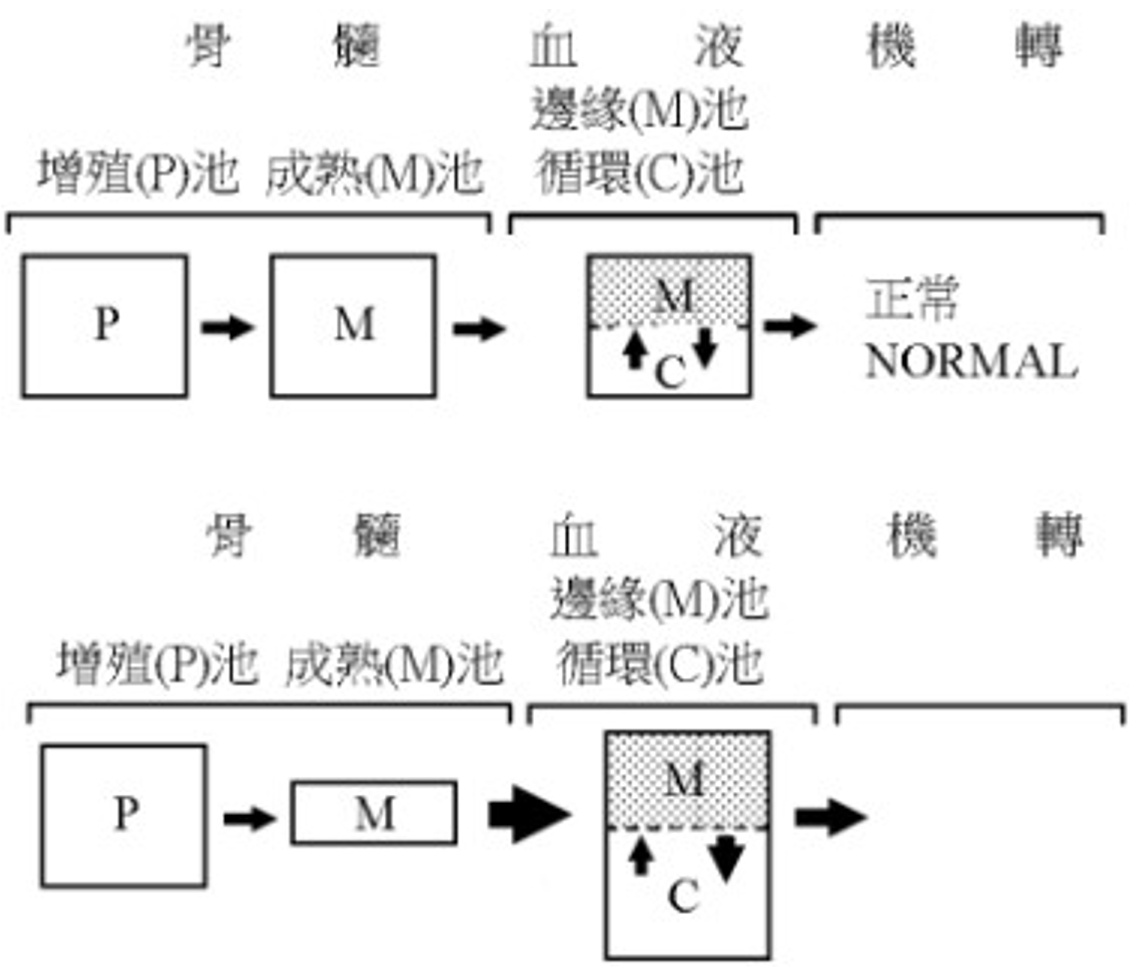 骨髓 血液 機轉
邊緣(M)池
增殖(P)池 成熟(M)池 循環(C)池
P M M 正常
C NORMAL
骨髓 血液 機轉
邊緣(M)池
增殖(P)池 成熟(M)池 循環(C)池
P M M
C